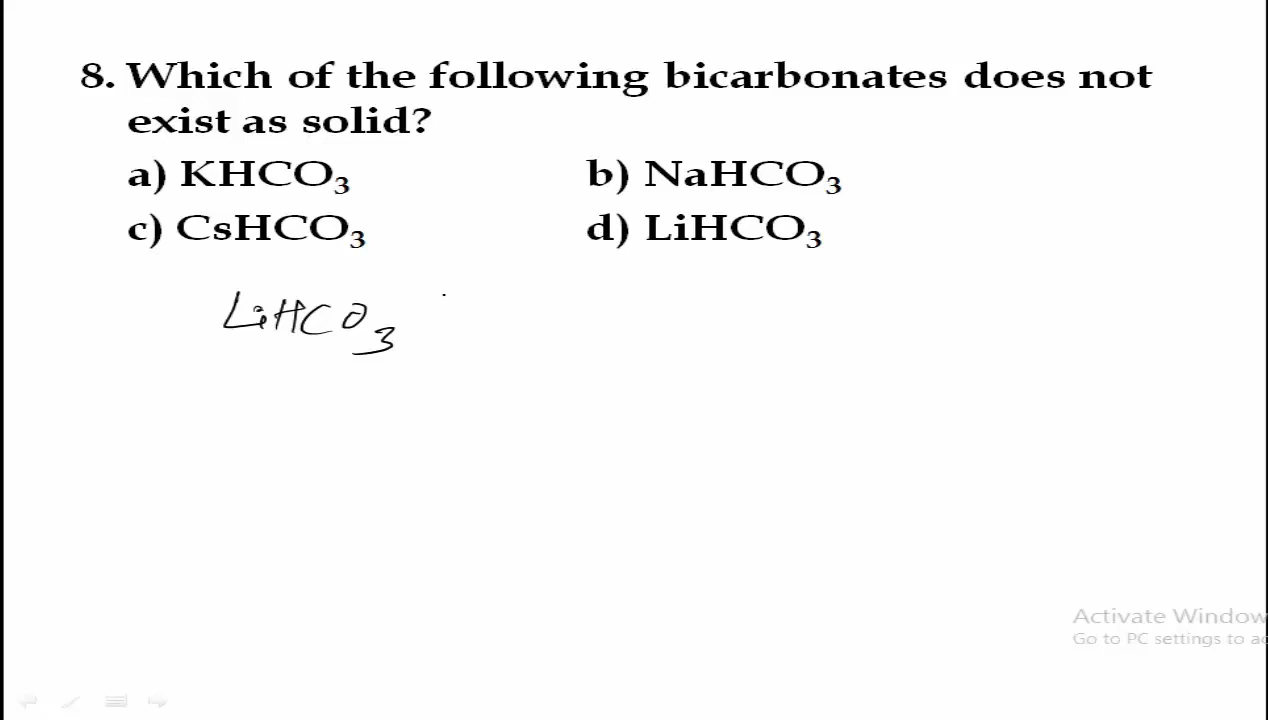 8. Which of the following bicarbonates does not
exist as solid?
a) KHCO₃ b) NaHCO₃
c) CsHCO₃ d) LiHCO₃
LiHCO₃
Activate Window
Go to PC settings to ac